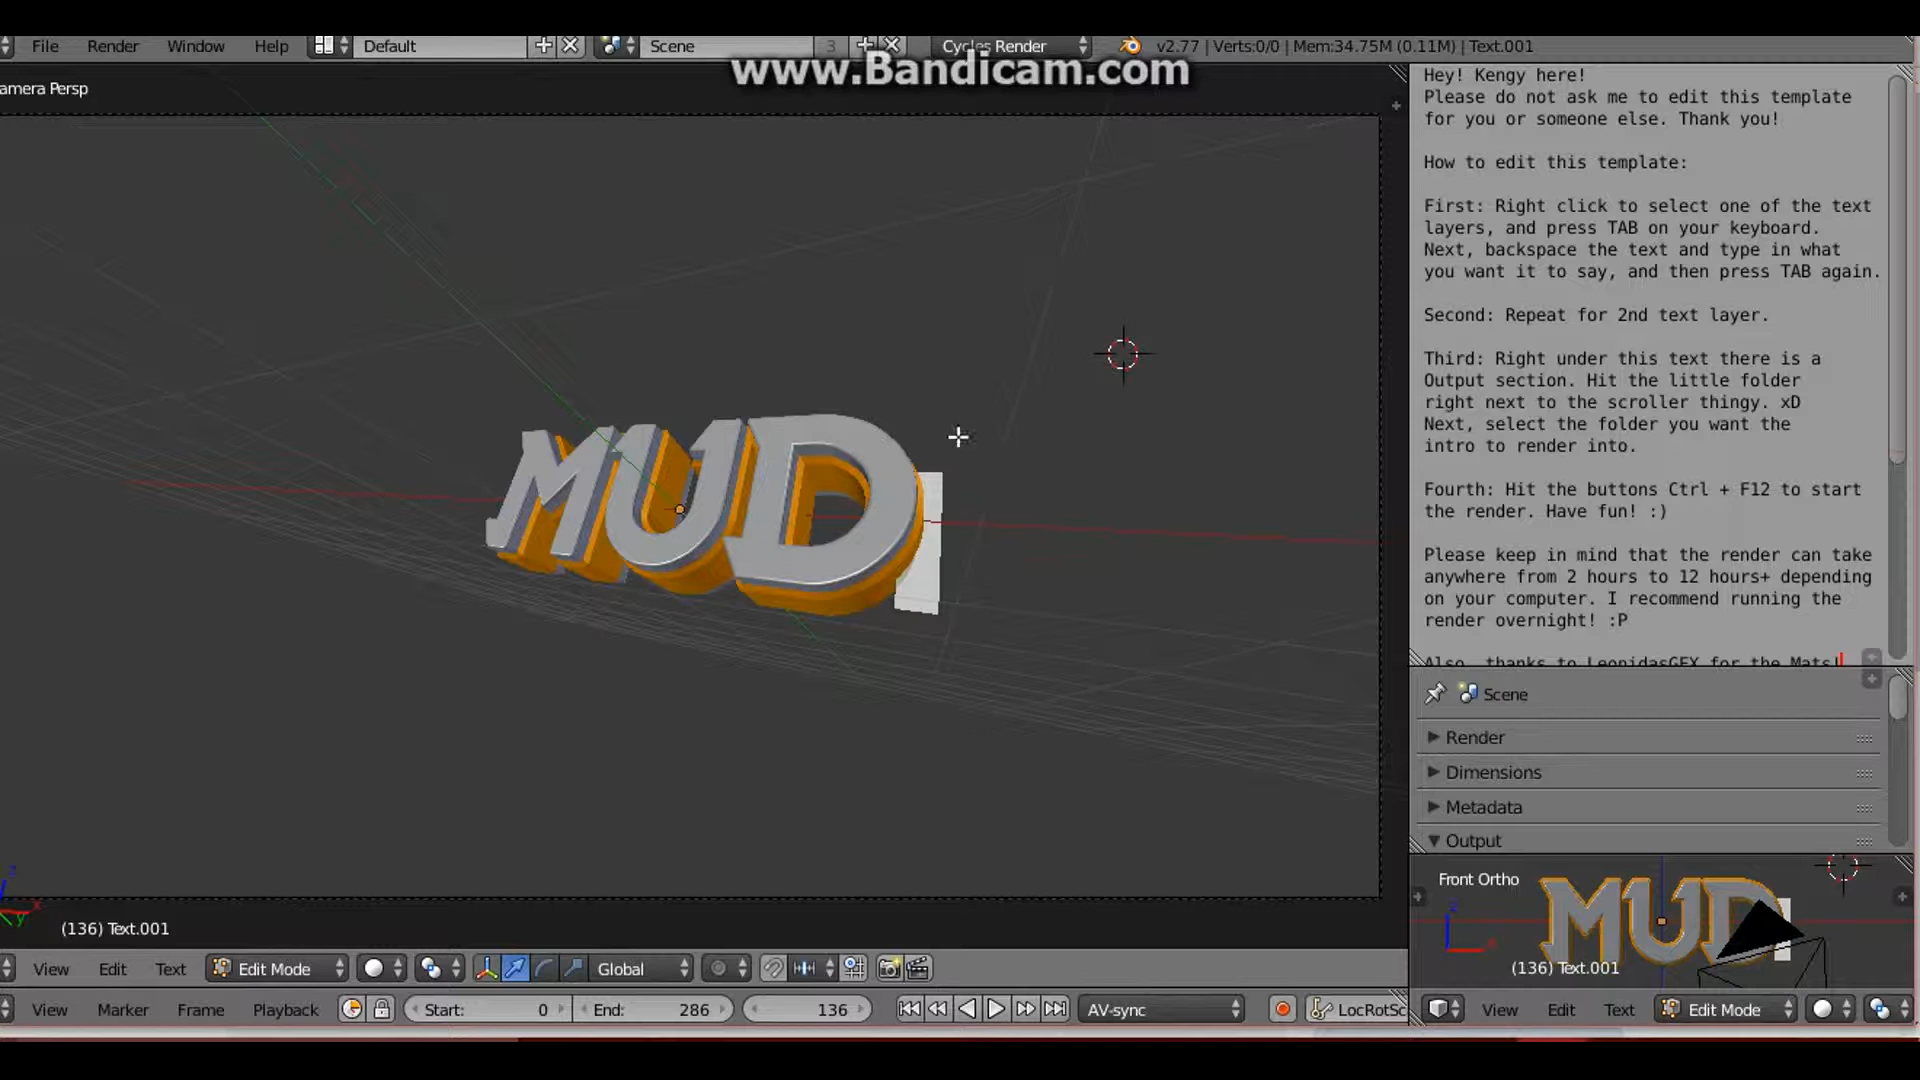 File Render Window Help Default Scene 3 Cycles Render v2.77 | Verts:0/0 | Mem:34.75M (0.11M) | Text.001
www.Bandicam.com
amera Persp
Hey! Kengy here!
Please do not ask me to edit this template
for you or someone else. Thank you!
How to edit this template:
First: Right click to select one of the text
layers, and press TAB on your keyboard.
Next, backspace the text and type in what
you want it to say, and then press TAB again.
Second: Repeat for 2nd text layer.
Third: Right under this text there is a
Output section. Hit the little folder
right next to the scroller thingy. xD
Next, select the folder you want the
intro to render into.
Fourth: Hit the buttons Ctrl + F12 to start
the render. Have fun! :)
Please keep in mind that the render can take
anywhere from 2 hours to 12 hours+ depending
on your computer. I recommend running the
render overnight! :P
Also, thanks to LeonidasGFX for the Mats!
MUD
Scene
Render
Dimensions
Metadata
Output
Front Ortho
MUD
(136) Text.001
(136) Text.001
View Edit Text Edit Mode Global
View Marker Frame Playback Start: 0 End: 286 136 AV-sync LocRotSc
View Edit Text Edit Mode
z
x
y